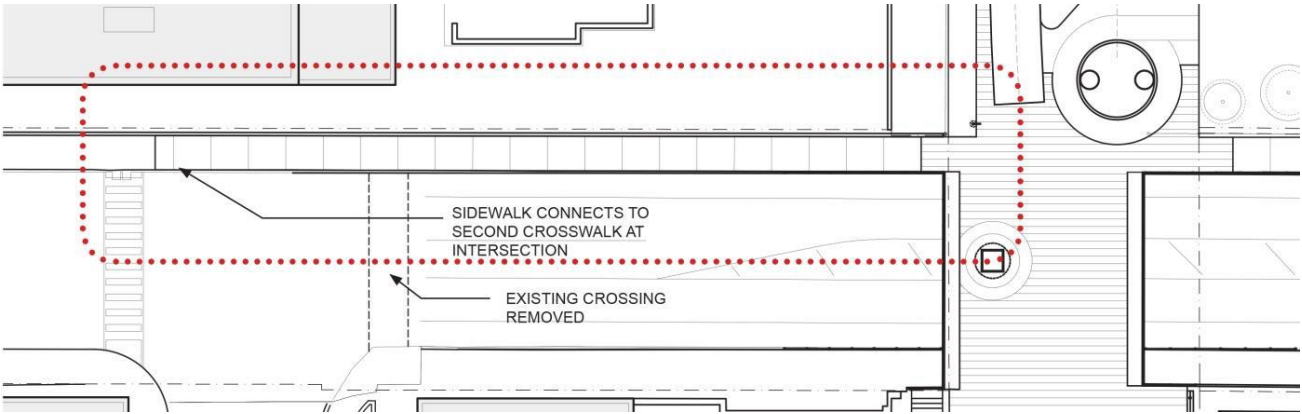 SIDEWALK CONNECTS TO
SECOND CROSSWALK AT
INTERSECTION
EXISTING CROSSING
REMOVED